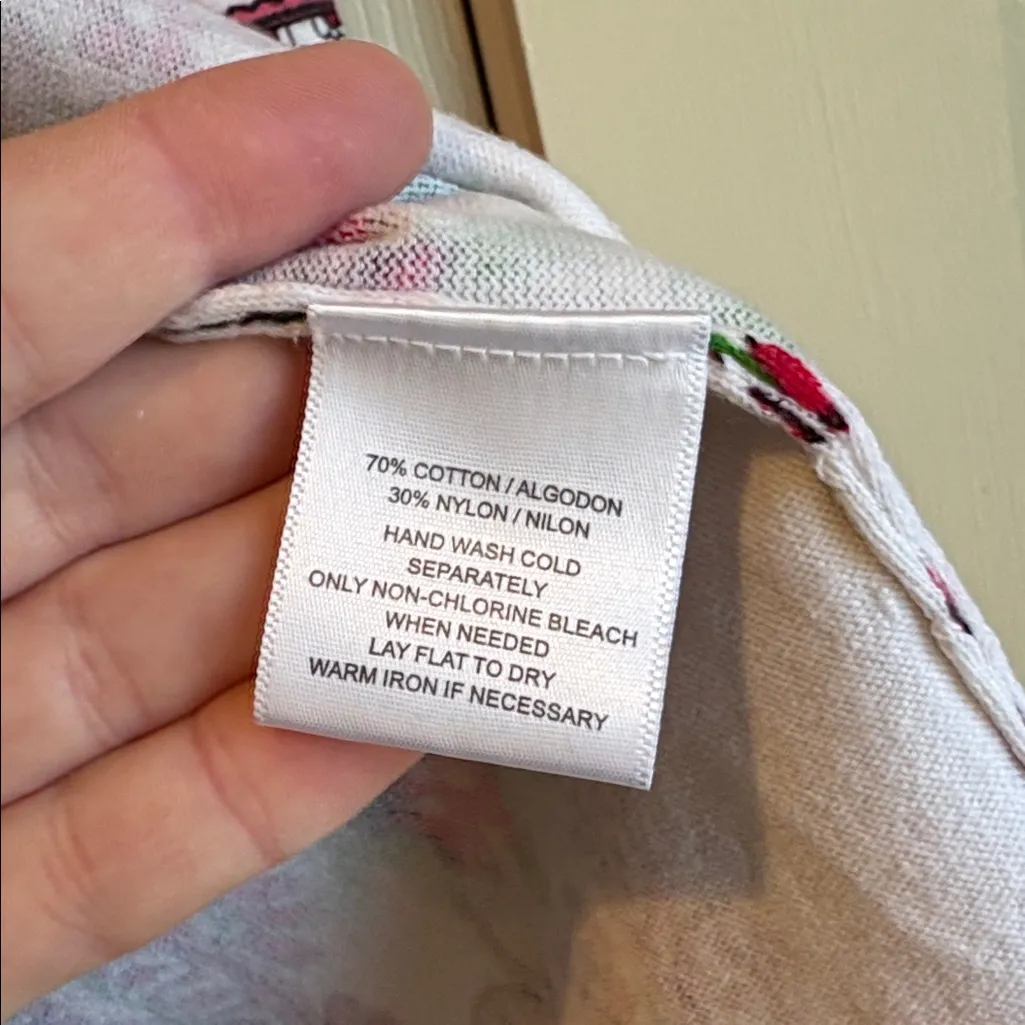 70% COTTON / ALGODON
30% NYLON / NILON
HAND WASH COLD
SEPARATELY
ONLY NON-CHLORINE BLEACH
WHEN NEEDED
LAY FLAT TO DRY
WARM IRON IF NECESSARY